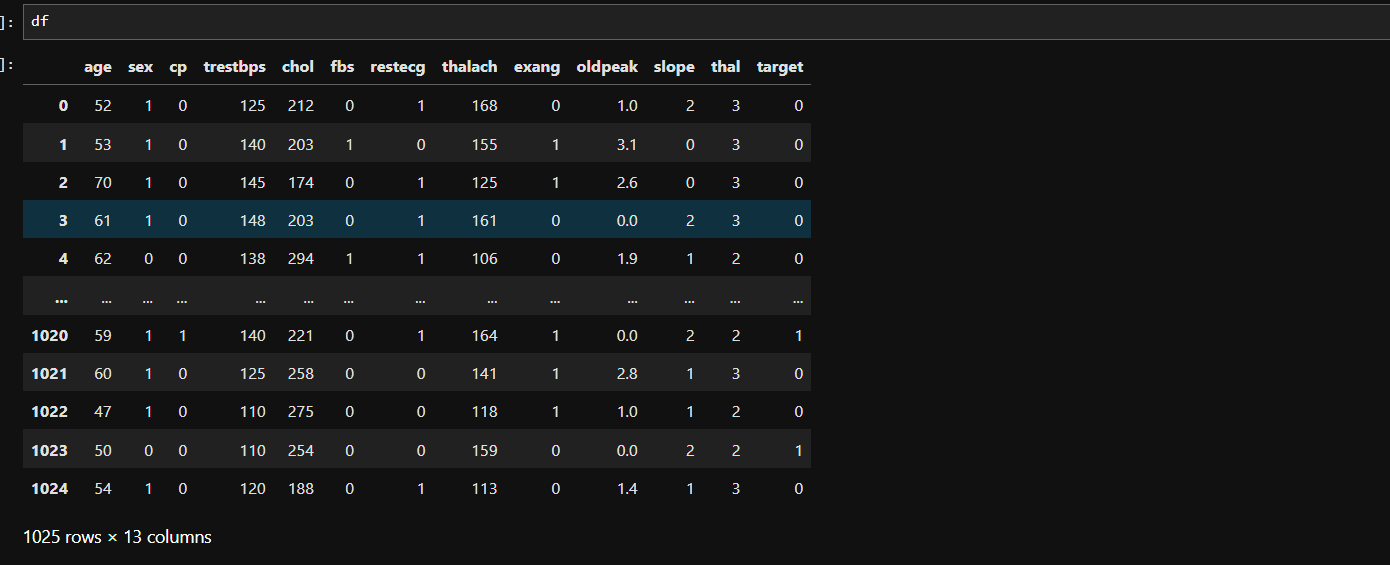 ]: df
]:
age sex cp trestbps chol fbs restecg thalach exang oldpeak slope thal target
0 52 1 0 125 212 0 1 168 0 1.0 2 3 0
1 53 1 0 140 203 1 0 155 1 3.1 0 3 0
2 70 1 0 145 174 0 1 125 1 2.6 0 3 0
3 61 1 0 148 203 0 1 161 0 0.0 2 3 0
4 62 0 0 138 294 1 1 106 0 1.9 1 2 0
... ... ... ... ... ... ... ... ... ... ... ... ... ...
1020 59 1 1 140 221 0 1 164 1 0.0 2 2 1
1021 60 1 0 125 258 0 0 141 1 2.8 1 3 0
1022 47 1 0 110 275 0 0 118 1 1.0 1 2 0
1023 50 0 0 110 254 0 0 159 0 0.0 2 2 1
1024 54 1 0 120 188 0 1 113 0 1.4 1 3 0
1025 rows × 13 columns